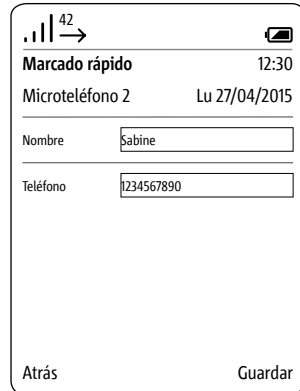 42
Marcado rápido 12:30
Microteléfono 2 Lu 27/04/2015
Nombre Sabine
Teléfono 1234567890
Atrás Guardar